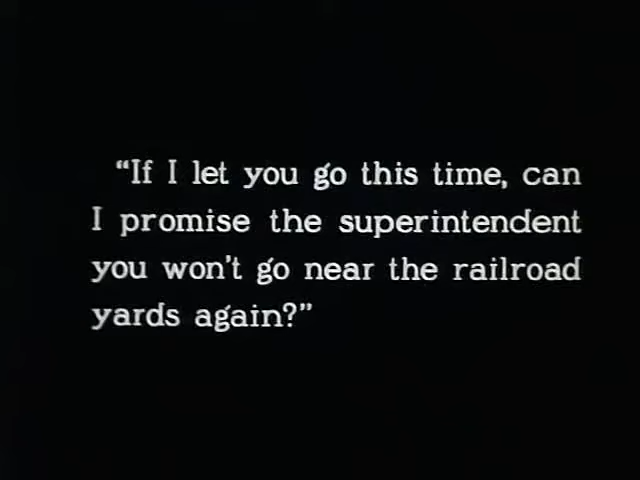 “If I let you go this time, can
I promise the superintendent
you won't go near the railroad
yards again?”